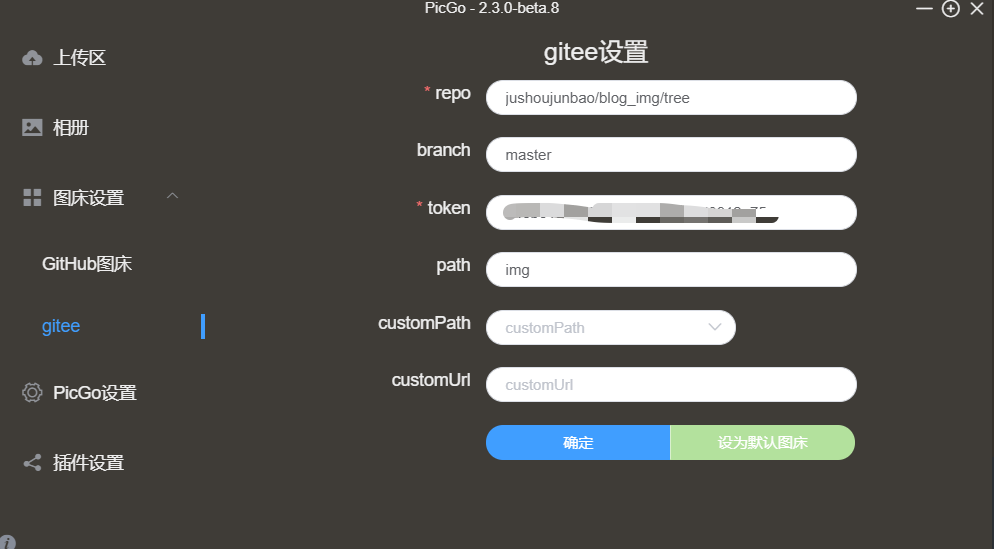 PicGo - 2.3.0-beta.8
上传区
相册
图床设置
GitHub图床
gitee
PicGo设置
插件设置
gitee设置
* repo
jushoujunbao/blog_img/tree
branch
master
* token
path
img
customPath
customPath
customUrl
customUrl
确定
设为默认图床